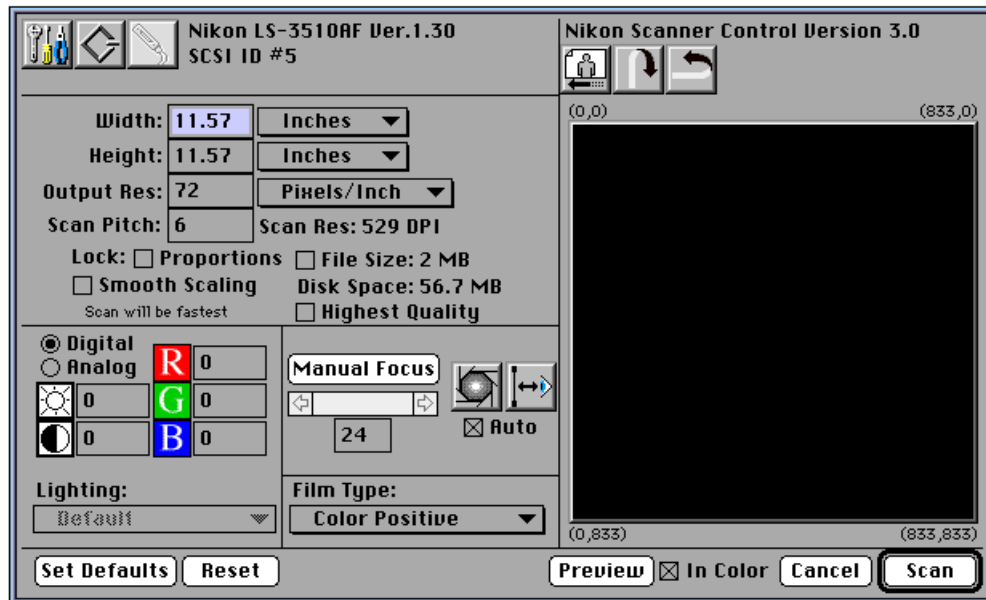 Nikon LS-3510AF Ver.1.30
SCSI ID #5
Nikon Scanner Control Version 3.0
(0,0) (833,0)
Width: 11.57 Inches
Height: 11.57 Inches
Output Res: 72 Pixels/Inch
Scan Pitch: 6 Scan Res: 529 DPI
Lock: Proportions File Size: 2 MB
Smooth Scaling Disk Space: 56.7 MB
Scan will be fastest Highest Quality
Digital
Analog
R 0
G 0
B 0
0
0
Manual Focus
24
Auto
Lighting:
Default
Film Type:
Color Positive
(0,833) (833,833)
Set Defaults Reset Preview In Color Cancel Scan